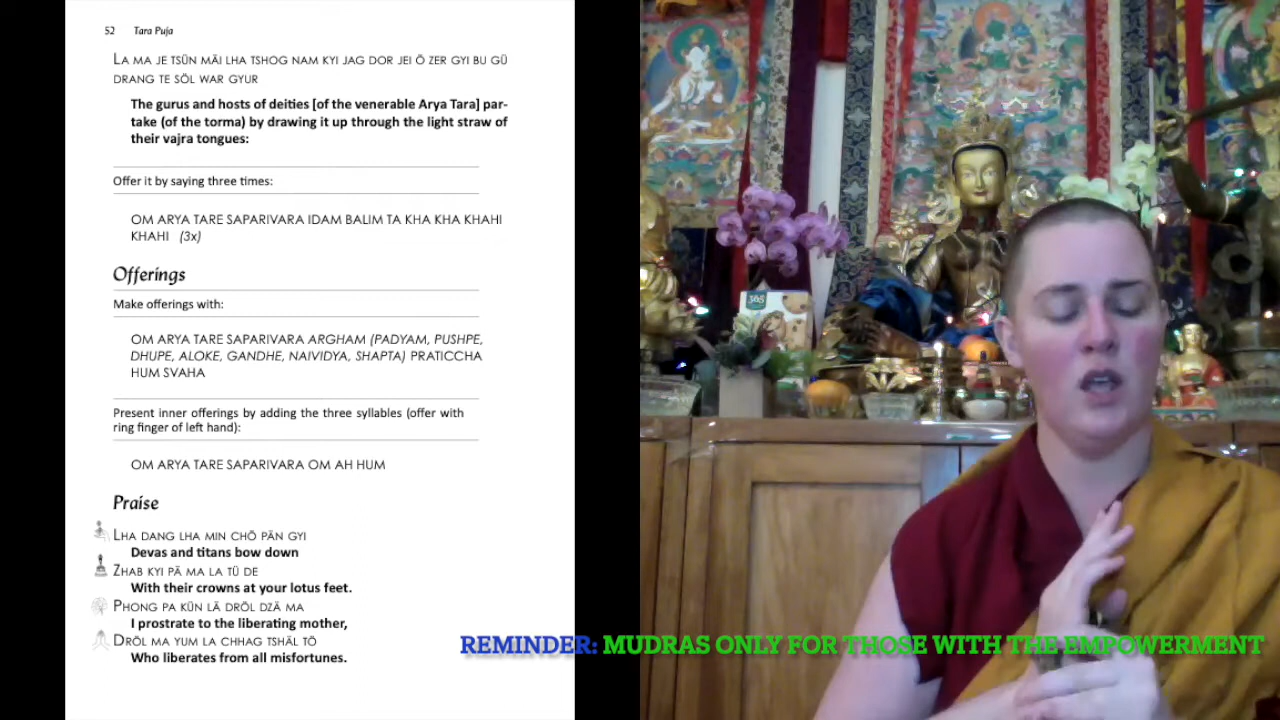 52 Tara Puja
LA MA JE TSÜN MÄI LHA TSHOG NAM KYI JAG DOR JEI Ö ZER GYI BU GÜ
DRANG TE SÖL WAR GYUR
The gurus and hosts of deities [of the venerable Arya Tara] par-
take (of the torma) by drawing it up through the light straw of
their vajra tongues:
Offer it by saying three times:
OM ARYA TARE SAPARIVARA IDAM BALIM TA KHA KHA KHAHI
KHAHI (3x)
Offerings
Make offerings with:
OM ARYA TARE SAPARIVARA ARGHAM (PADYAM, PUSHPE,
DHUPE, ALOKE, GANDHE, NAIVIDYA, SHAPTA) PRATICCHA
HUM SVAHA
Present inner offerings by adding the three syllables (offer with
ring finger of left hand):
OM ARYA TARE SAPARIVARA OM AH HUM
Praise
LHA DANG LHA MIN CHÖ PÄN GYI
Devas and titans bow down
ZHAB KYI PÄ MA LA TÜ DE
With their crowns at your lotus feet.
PHONG PA KÜN LÄ DRÖL DZÄ MA
I prostrate to the liberating mother,
DRÖL MA YUM LA CHHAG TSHÄL TÖ
Who liberates from all misfortunes.
REMINDER: MUDRAS ONLY FOR THOSE WITH THE EMPOWERMENT
365